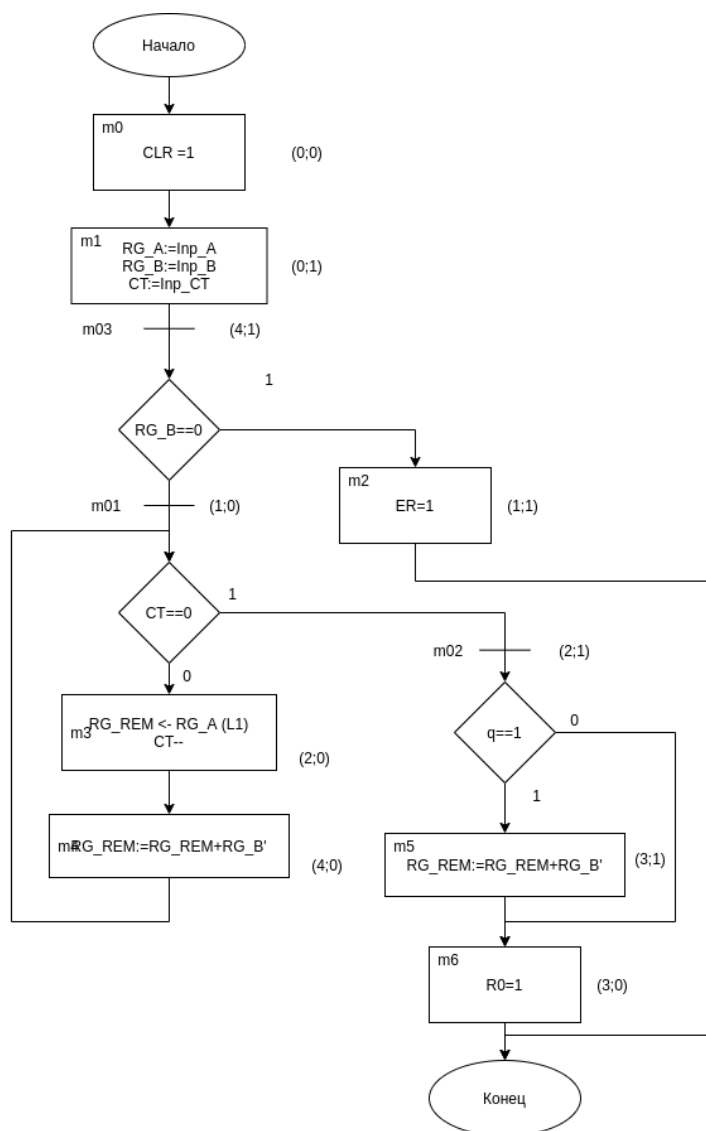 Начало
m0
CLR =1
(0;0)
m1
RG_A:=Inp_A
RG_B:=Inp_B
CT:=Inp_CT
(0;1)
m03
(4;1)
1
RG_B==0
m2
ER=1
(1;1)
m01
(1;0)
CT==0
1
0
m02
(2;1)
m3
RG_REM <- RG_A (L1)
CT--
(2;0)
q==1
0
1
m4
RG_REM:=RG_REM+RG_B'
(4;0)
m5
RG_REM:=RG_REM+RG_B'
(3;1)
m6
R0=1
(3;0)
Конец